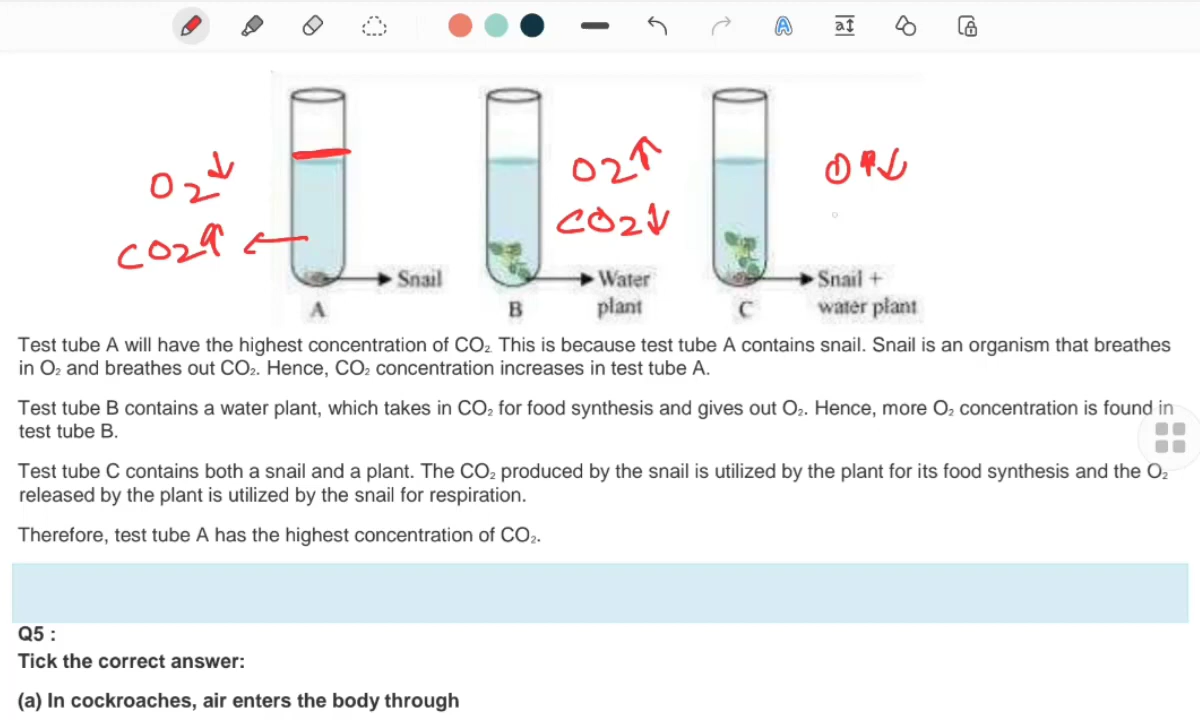 O2↓
CO2↑ ←
O2↑
CO2↓
Snail
Water
plant
Snail +
water plant
A
B
C
Test tube A will have the highest concentration of CO₂. This is because test tube A contains snail. Snail is an organism that breathes
in O₂ and breathes out CO₂. Hence, CO₂ concentration increases in test tube A.
Test tube B contains a water plant, which takes in CO₂ for food synthesis and gives out O₂. Hence, more O₂ concentration is found in
test tube B.
Test tube C contains both a snail and a plant. The CO₂ produced by the snail is utilized by the plant for its food synthesis and the O₂
released by the plant is utilized by the snail for respiration.
Therefore, test tube A has the highest concentration of CO₂.
Q5 :
Tick the correct answer:
(a) In cockroaches, air enters the body through